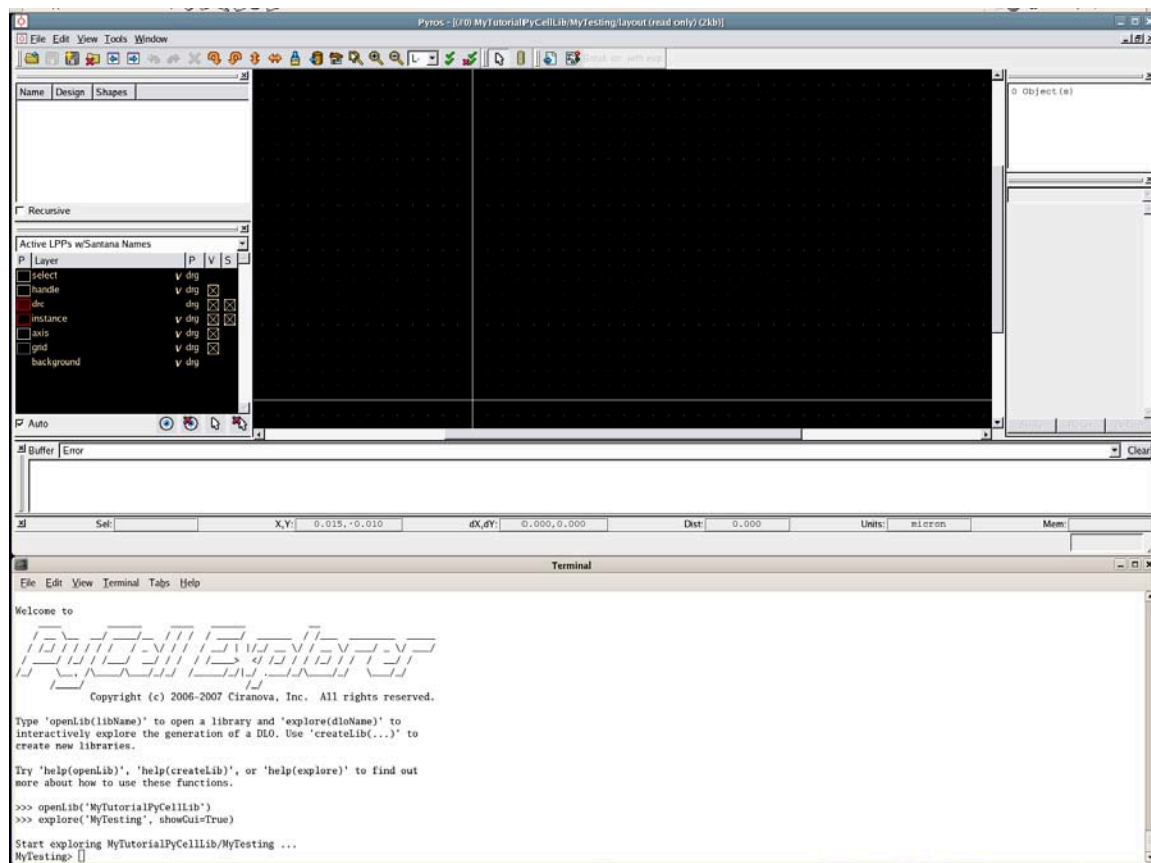 Pyros - [(#0) MyTutorialPyCellLib/MyTesting/layout (read only) (2kb)]
File Edit View Tools Window
Name Design Shapes
0 Object(s)
Recursive
Active LPPs w/Santana Names
P Layer P V S
select v drg
handle v drg
drc drg
instance v drg
axis v drg
grid v drg
background v drg
Auto
Buffer Error Clear
Sel: X,Y: 0.015,-0.010 dX,dY: 0.000,0.000 Dist: 0.000 Units: micron Mem:
Terminal
File Edit View Terminal Tabs Help
Welcome to
PyCell Explorer
Copyright (c) 2006-2007 Ciranova, Inc. All rights reserved.
Type 'openLib(libName)' to open a library and 'explore(dloName)' to
interactively explore the generation of a DLO. Use 'createLib(...)' to
create new libraries.
Try 'help(openLib)', 'help(createLib)', or 'help(explore)' to find out
more about how to use these functions.
>>> openLib('MyTutorialPyCellLib')
>>> explore('MyTesting', showGui=True)
Start exploring MyTutorialPyCellLib/MyTesting ...
MyTesting>